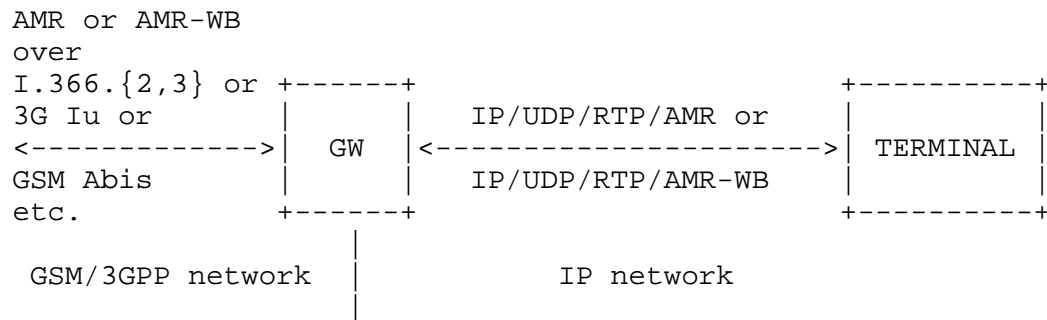 AMR or AMR-WB
over
I.366.{2,3} or +------+                        +----------+
3G Iu or       |      |   IP/UDP/RTP/AMR or    |          |
<------------->|  GW  |<---------------------->| TERMINAL |
GSM Abis       |      |   IP/UDP/RTP/AMR-WB    |          |
etc.           +------+                        +----------+
                   |
 GSM/3GPP network  |           IP network
                   |